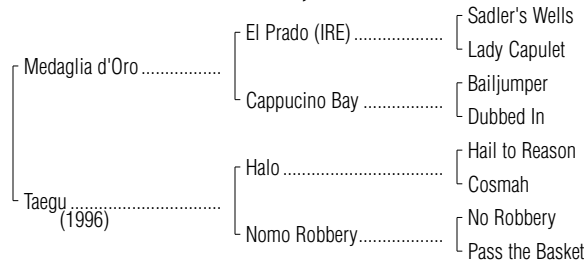 Sadler's Wells
El Prado (IRE) ...................
Lady Capulet
Medaglia d'Oro .................
Bailjumper
Cappucino Bay .................
Dubbed In
Hail to Reason
Halo ..................................
Cosmah
Taegu ................................
(1996)
No Robbery
Nomo Robbery..................
Pass the Basket